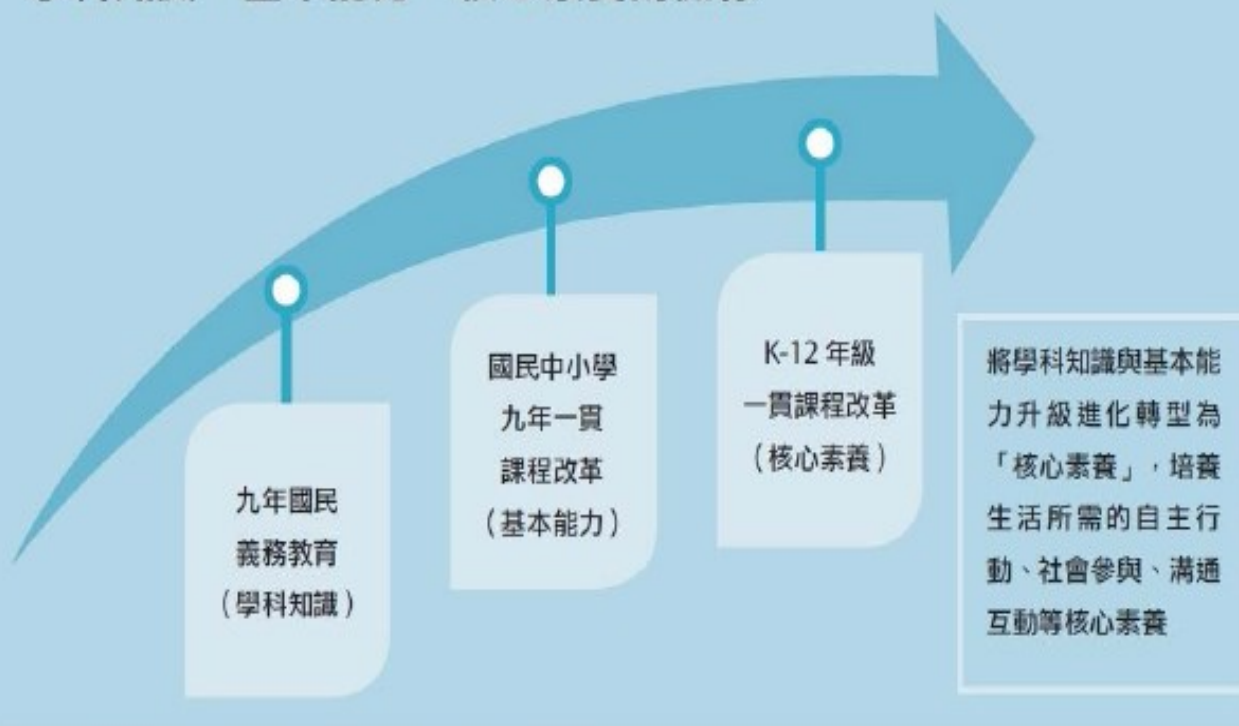 九年國民
義務教育
(學科知識)
國民中小學
九年一貫
課程改革
(基本能力)
K-12 年級
一貫課程改革
(核心素養)
將學科知識與基本能
力升級進化轉型為
「核心素養」,培養
生活所需的自主行
動、社會參與、溝通
互動等核心素養